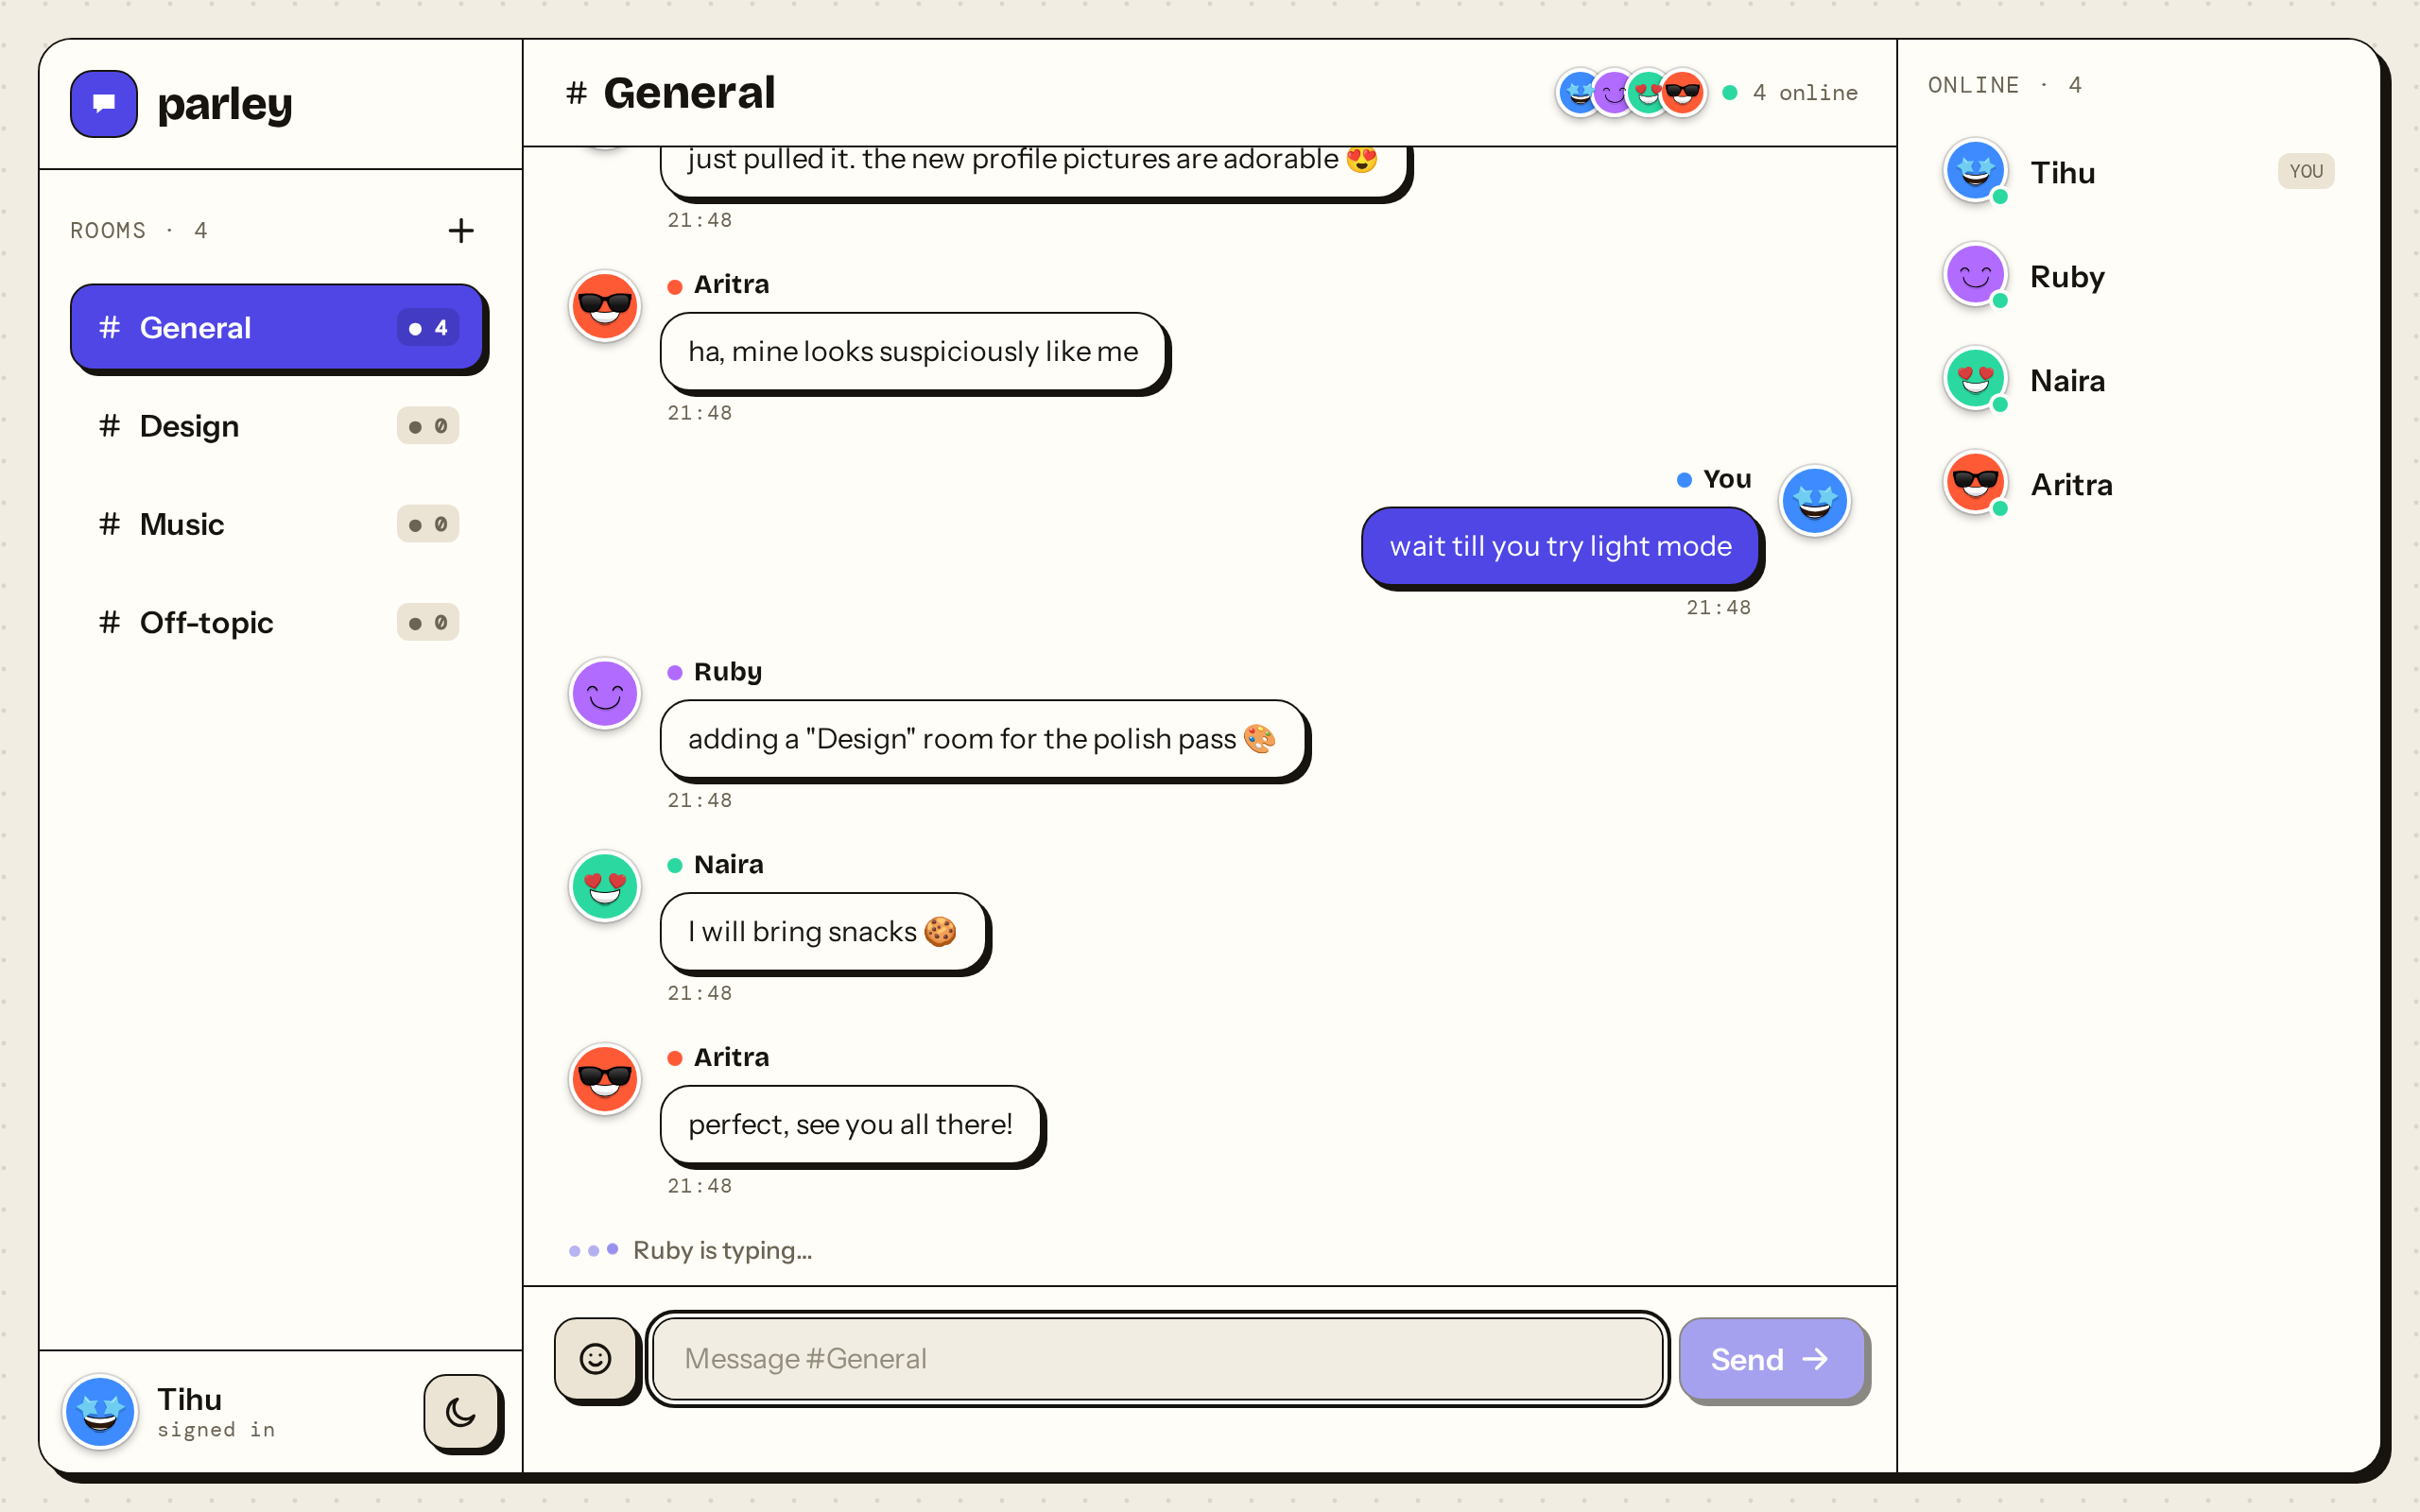 parley
ROOMS · 4
# General 4
# Design 0
# Music 0
# Off-topic 0
Tihu
signed in
# General
4 online
just pulled it. the new profile pictures are adorable 😍
21:48
Aritra
ha, mine looks suspiciously like me
21:48
You
wait till you try light mode
21:48
Ruby
adding a "Design" room for the polish pass 🎨
21:48
Naira
I will bring snacks 🍪
21:48
Aritra
perfect, see you all there!
21:48
Ruby is typing...
Message #General
Send →
ONLINE · 4
Tihu YOU
Ruby
Naira
Aritra